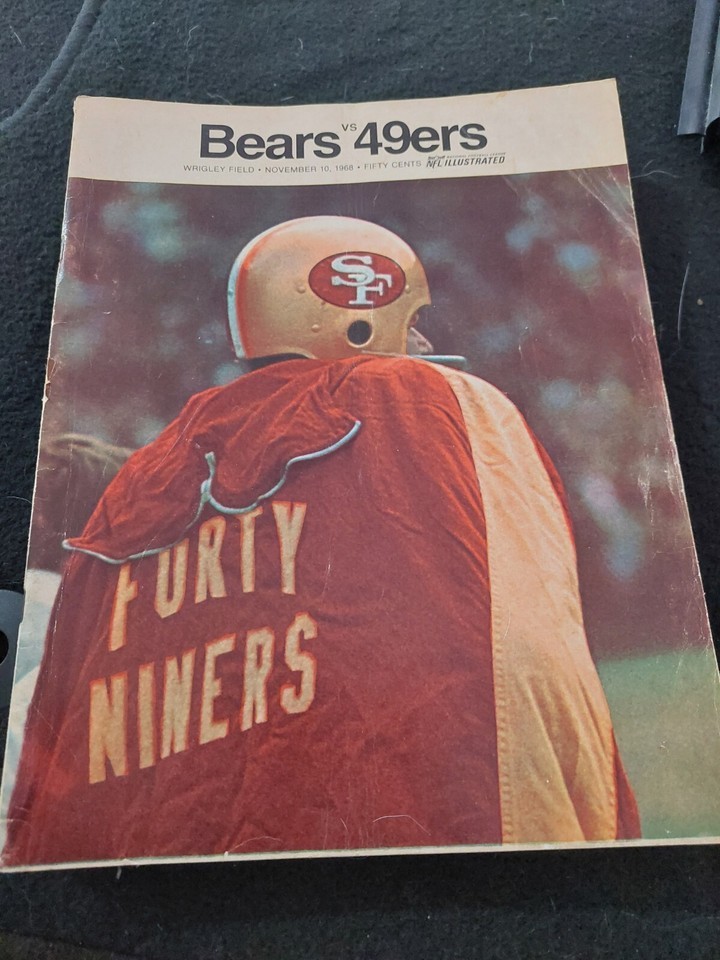 Bears vs 49ers
WRIGLEY FIELD • NOVEMBER 10, 1968 • FIFTY CENTS
NFL ILLUSTRATED
SF
FORTY
NINERS